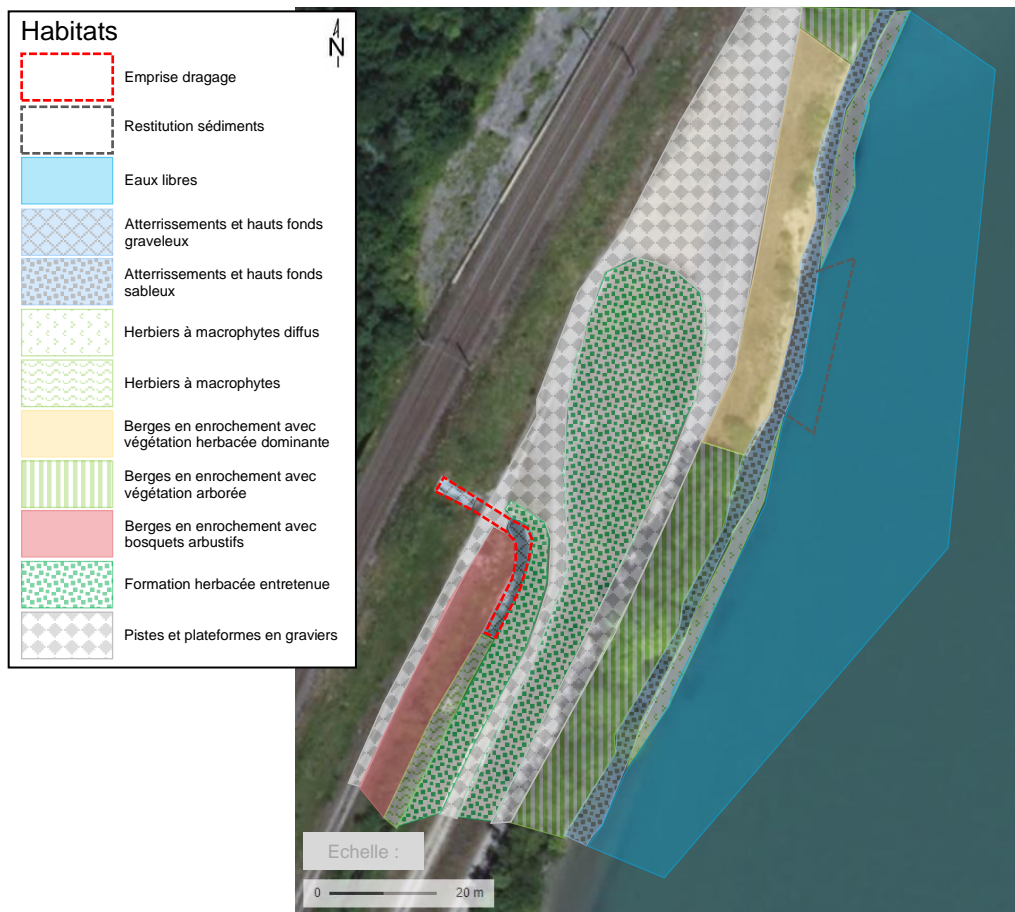 Habitats
N
Emprise dragage
Restitution sédiments
Eaux libres
Atterrissements et hauts fonds
graveleux
Atterrissements et hauts fonds
sableux
Herbiers à macrophytes diffus
Herbiers à macrophytes
Berges en enrochement avec
végétation herbacée dominante
Berges en enrochement avec
végétation arborée
Berges en enrochement avec
bosquets arbustifs
Formation herbacée entretenue
Pistes et plateformes en graviers
Echelle :
0 20 m